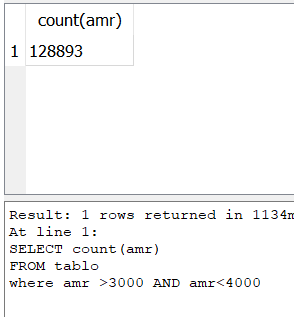 count(amr)
1 128893
Result: 1 rows returned in 1134m
At line 1:
SELECT count(amr)
FROM tablo
where amr >3000 AND amr<4000